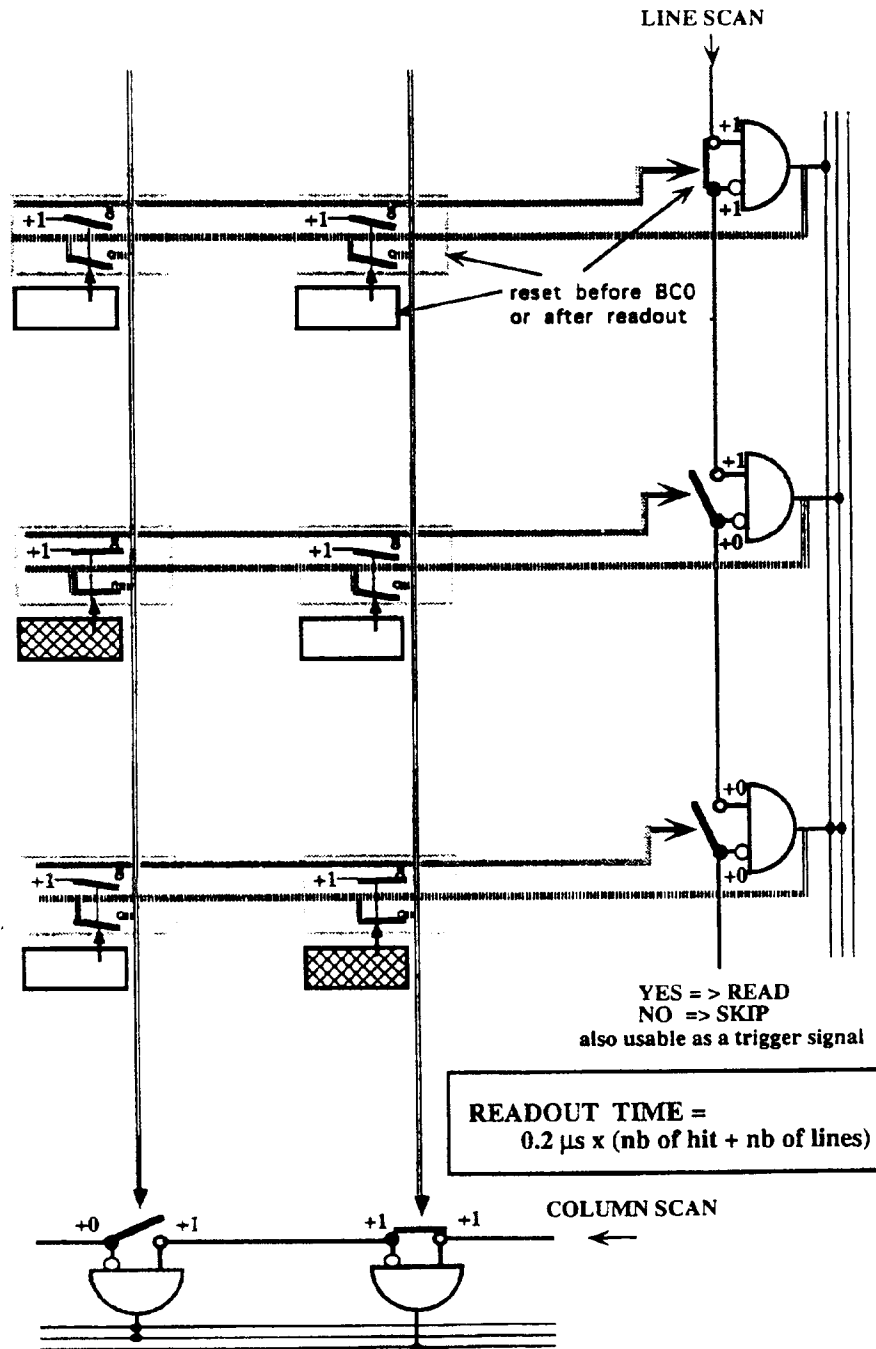 LINE SCAN
+1
+1
+1
+1
reset before BC0
or after readout
+1
+1
+1
+0
+0
+1
+1
+0
YES = > READ
NO => SKIP
also usable as a trigger signal
READOUT TIME =
0.2 µs x (nb of hit + nb of lines)
COLUMN SCAN
+0
+1
+1
+1